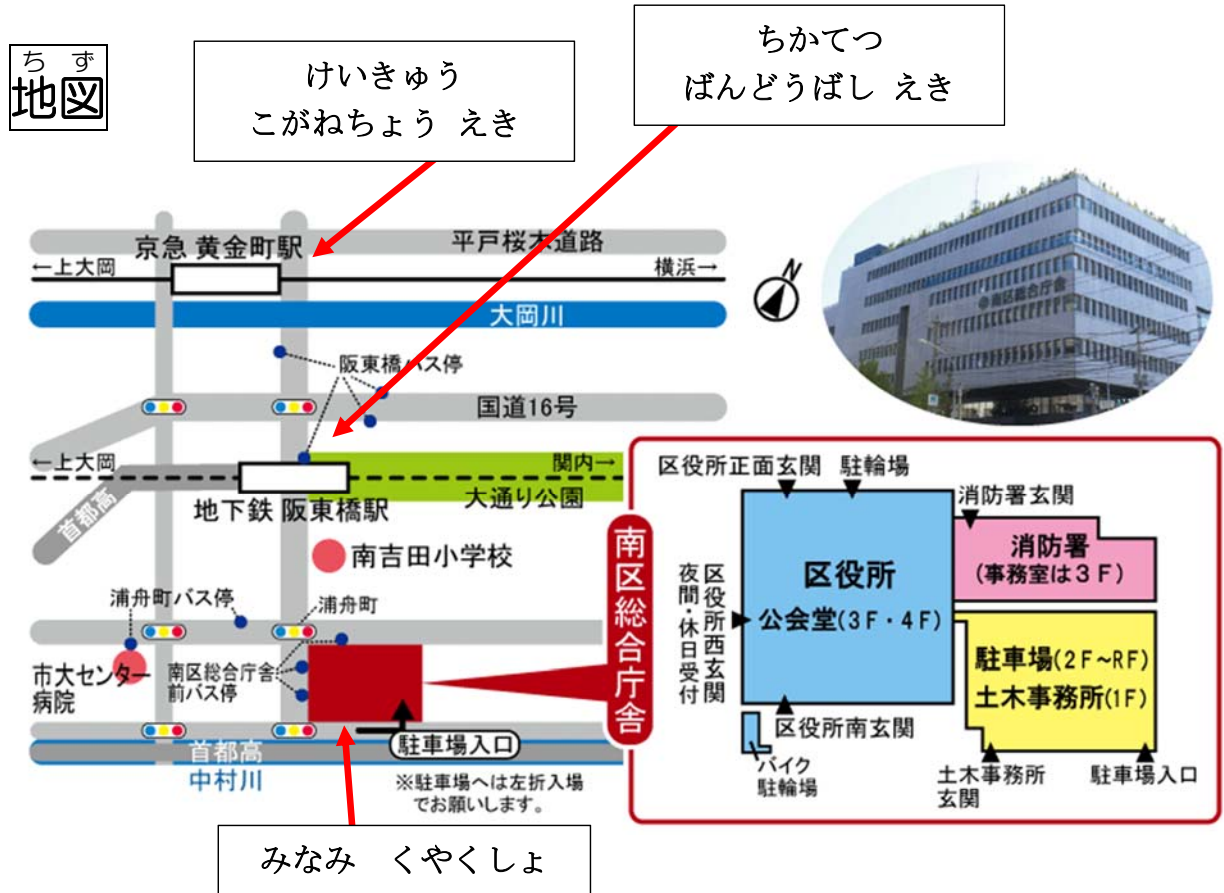 ちず
地図
けいきゅう
こがねちょう えき
ちかてつ
ばんどうばし えき
京急 黄金町駅
平戸桜木道路
←上大岡
横浜→
N
大岡川
阪東橋バス停
国道16号
←上大岡
関内→
首都高
地下鉄 阪東橋駅
大通り公園
南吉田小学校
浦舟町バス停
浦舟町
市大センター
病院
南区総合庁舎
前バス停
駐車場入口
首都高
中村川
※駐車場へは左折入場
でお願いします。
みなみ くやくしょ
南区総合庁舎
南区総合庁舎
区役所正面玄関
駐輪場
消防署玄関
消防署
(事務室は3F)
区役所
公会堂(3F・4F)
区役所西玄関
夜間・休日受付
駐車場(2F~RF)
土木事務所(1F)
区役所南玄関
バイク
駐輪場
土木事務所
玄関
駐車場入口